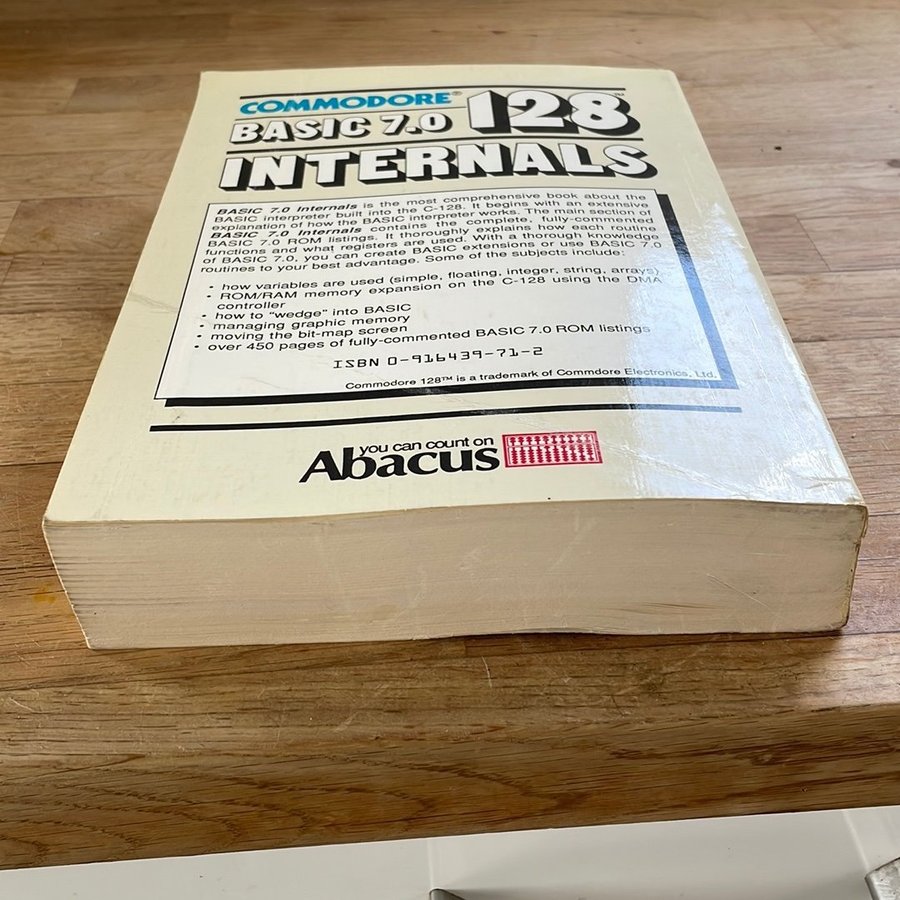 COMMODORE®
BASIC 7.0 128
INTERNALS
BASIC 7.0 Internals is the most comprehensive book about the
BASIC interpreter built into the C-128. It begins with an extensive
explanation of how the BASIC interpreter works. The main section of
BASIC 7.0 Internals contains the complete, fully-commented
BASIC 7.0 ROM listings. It thoroughly explains how each routine
functions and what registers are used. With a thorough knowledge
of BASIC 7.0, you can create BASIC extensions or use BASIC 7.0
routines to your best advantage. Some of the subjects include:
• how variables are used (simple, floating, integer, string, arrays)
• ROM/RAM memory expansion on the C-128 using the DMA
controller
• how to "wedge" into BASIC
• managing graphic memory
• moving the bit-map screen
• over 450 pages of fully-commented BASIC 7.0 ROM listings
ISBN 0-916439-71-2
Commodore 128™ is a trademark of Commdore Electronics, Ltd.
you can count on
Abacus